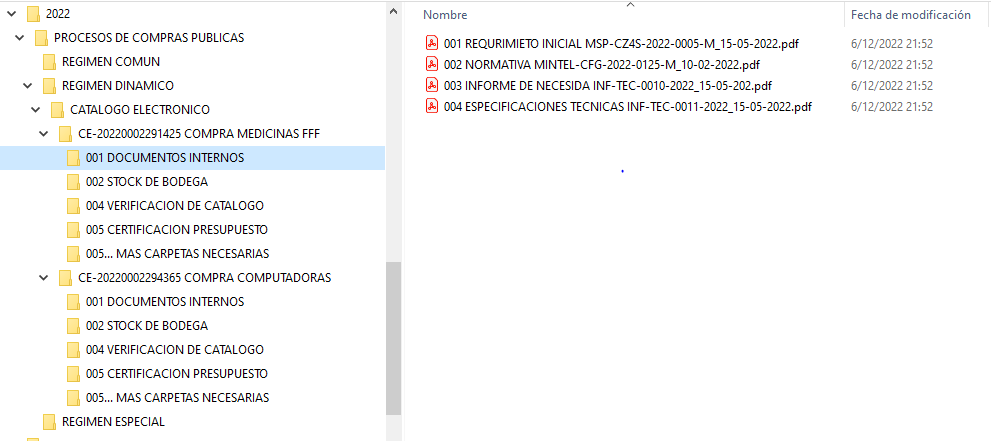 2022
PROCESOS DE COMPRAS PUBLICAS
REGIMEN COMUN
REGIMEN DINAMICO
CATALOGO ELECTRONICO
CE-20220002291425 COMPRA MEDICINAS FFF
001 DOCUMENTOS INTERNOS
002 STOCK DE BODEGA
004 VERIFICACION DE CATALOGO
005 CERTIFICACION PRESUPUESTO
005... MAS CARPETAS NECESARIAS
CE-20220002294365 COMPRA COMPUTADORAS
001 DOCUMENTOS INTERNOS
002 STOCK DE BODEGA
004 VERIFICACION DE CATALOGO
005 CERTIFICACION PRESUPUESTO
005... MAS CARPETAS NECESARIAS
REGIMEN ESPECIAL
Nombre Fecha de modificación
001 REQURIMIETO INICIAL MSP-CZ4S-2022-0005-M_15-05-2022.pdf 6/12/2022 21:52
002 NORMATIVA MINTEL-CFG-2022-0125-M_10-02-2022.pdf 6/12/2022 21:52
003 INFORME DE NECESIDA INF-TEC-0010-2022_15-05-202.pdf 6/12/2022 21:52
004 ESPECIFICACIONES TECNICAS INF-TEC-0011-2022_15-05-2022.pdf 6/12/2022 21:52